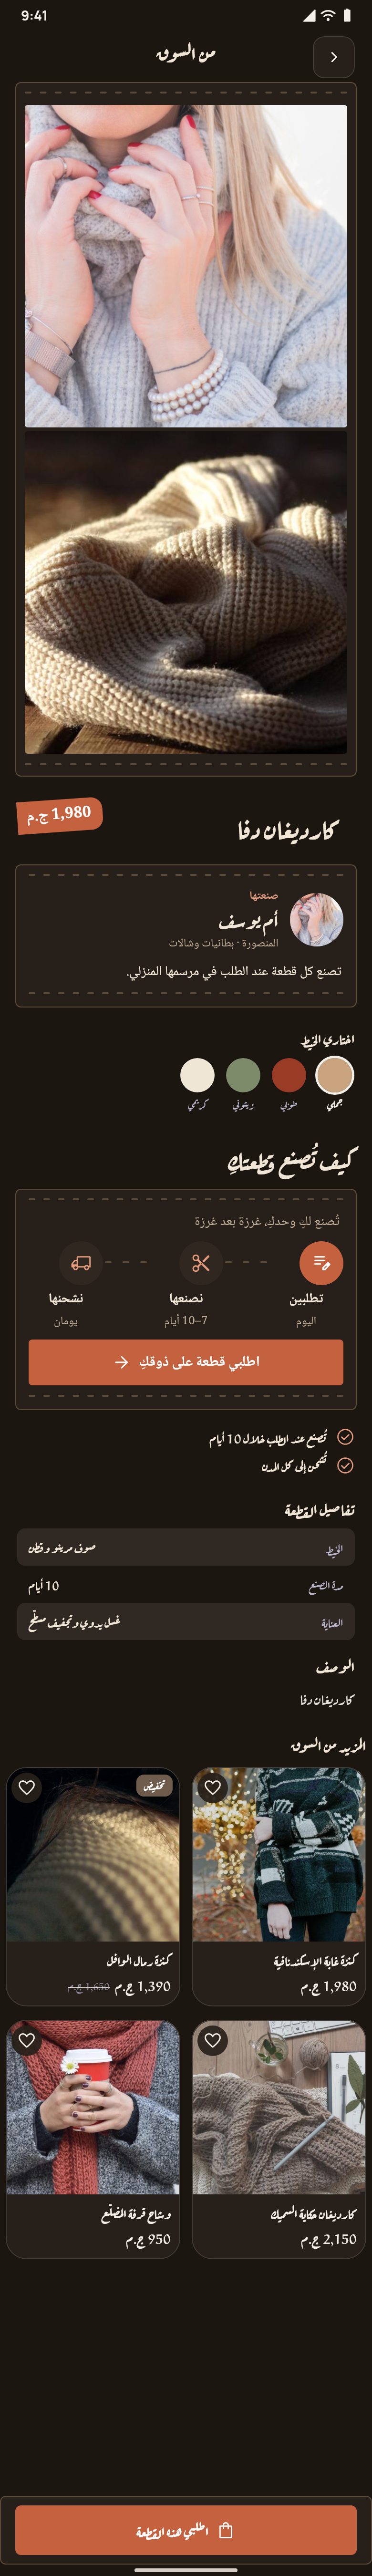 9:41
من السوق
كارديغان دفا
1,980 ج.م
صنعتها
أم يوسف
المنصورة · بطانيات وشالات
تصنع كل قطعة عند الطلب في مرسمها المنزلي.
اختاري الخيط
جملي
طوبي
زيتوني
كريمي
كيف تُصنع قطعتكِ
تُصنع لكِ وحدكِ، غرزة بعد غرزة
تطلبين
نصنعها
نشحنها
اليوم
7–10 أيام
يومان
اطلبي قطعة على ذوقكِ
تُصنع عند الطلب خلال 10 أيام
تُشحن إلى كل المدن
تفاصيل القطعة
الخيط
صوف مرينو وقطن
مدة الصنع
10 أيام
العناية
غسل يدوي وتجفيف مسطّح
الوصف
كارديغان دفا
المزيد من السوق
كنزة غابة الإسكندنافية
1,980 ج.م
تخفيض
كنزة رمال الوافل
1,390 ج.م 1,650 ج.م
كارديغان حكاية السميك
2,150 ج.م
وشاح قرفة المضلّع
950 ج.م
اطلبي هذه القطعة